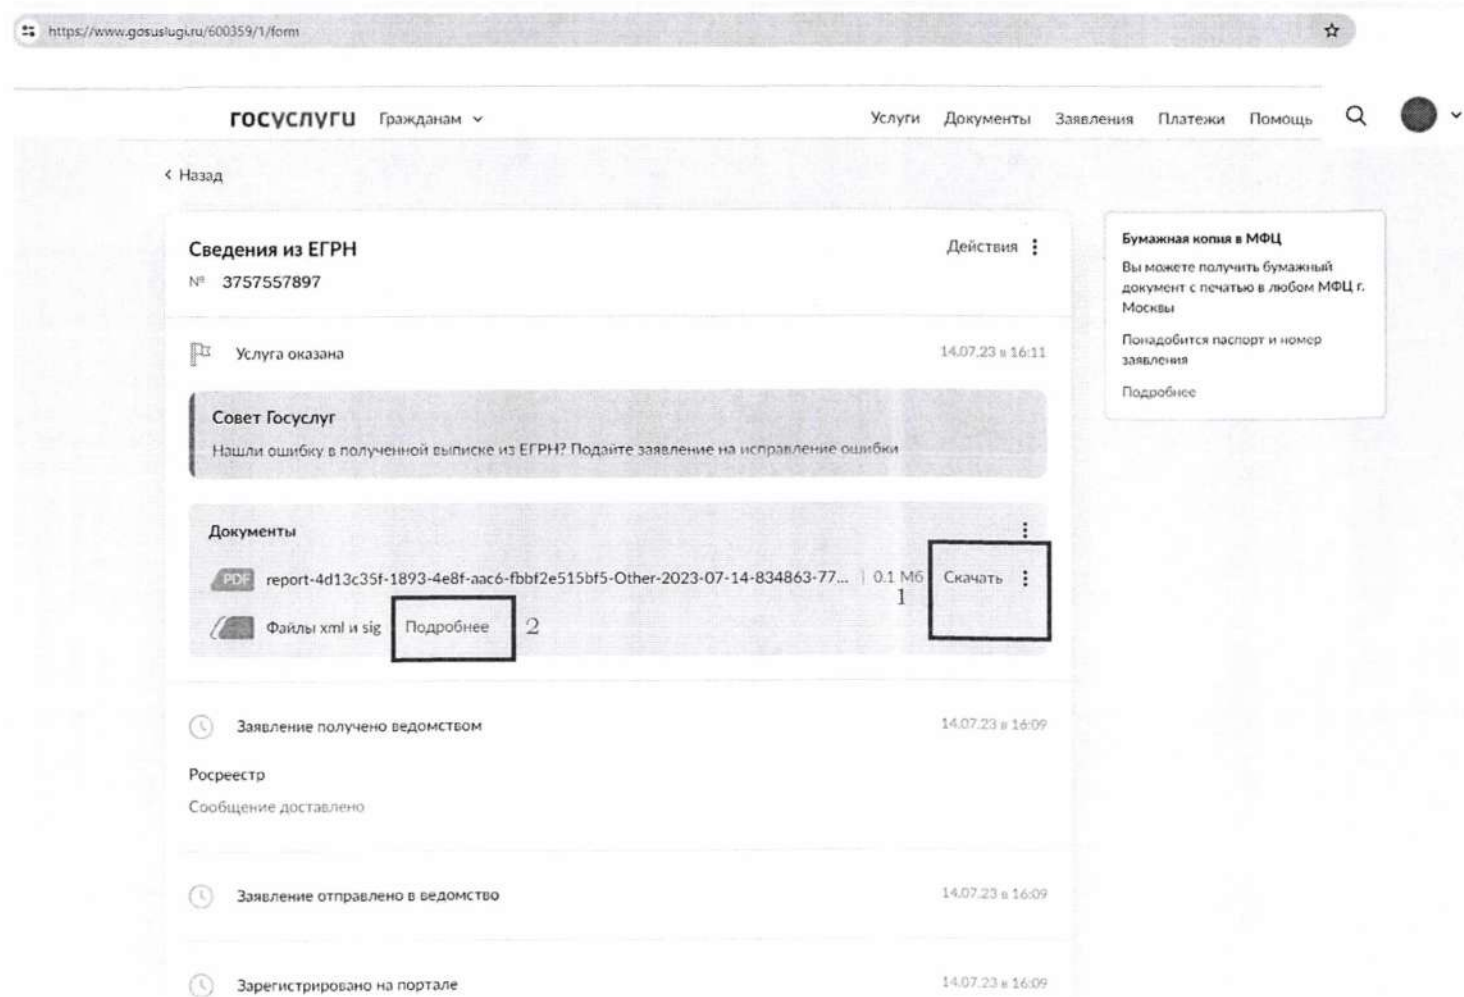 https://www.gosuslugi.ru/600359/1/form
госуслуги Гражданам Услуги Документы Заявления Платежи Помощь
Назад
Сведения из ЕГРН Действия
№ 3757557897
Услуга оказана 14.07.23 в 16:11
Совет Госуслуг
Нашли ошибку в полученной выписке из ЕГРН? Подайте заявление на исправление ошибки
Документы
PDF report-4d13c35f-1893-4e8f-aac6-fbbf2e515bf5-Other-2023-07-14-834863-77... | 0.1 Мб Скачать
1
Файлы xml и sig Подробнее 2
Заявление получено ведомством 14.07.23 в 16:09
Росреестр
Сообщение доставлено
Заявление отправлено в ведомство 14.07.23 в 16:09
Зарегистрировано на портале 14.07.23 в 16:09
Бумажная копия в МФЦ
Вы можете получить бумажный
документ с печатью в любом МФЦ г.
Москвы
Понадобится паспорт и номер
заявления
Подробнее